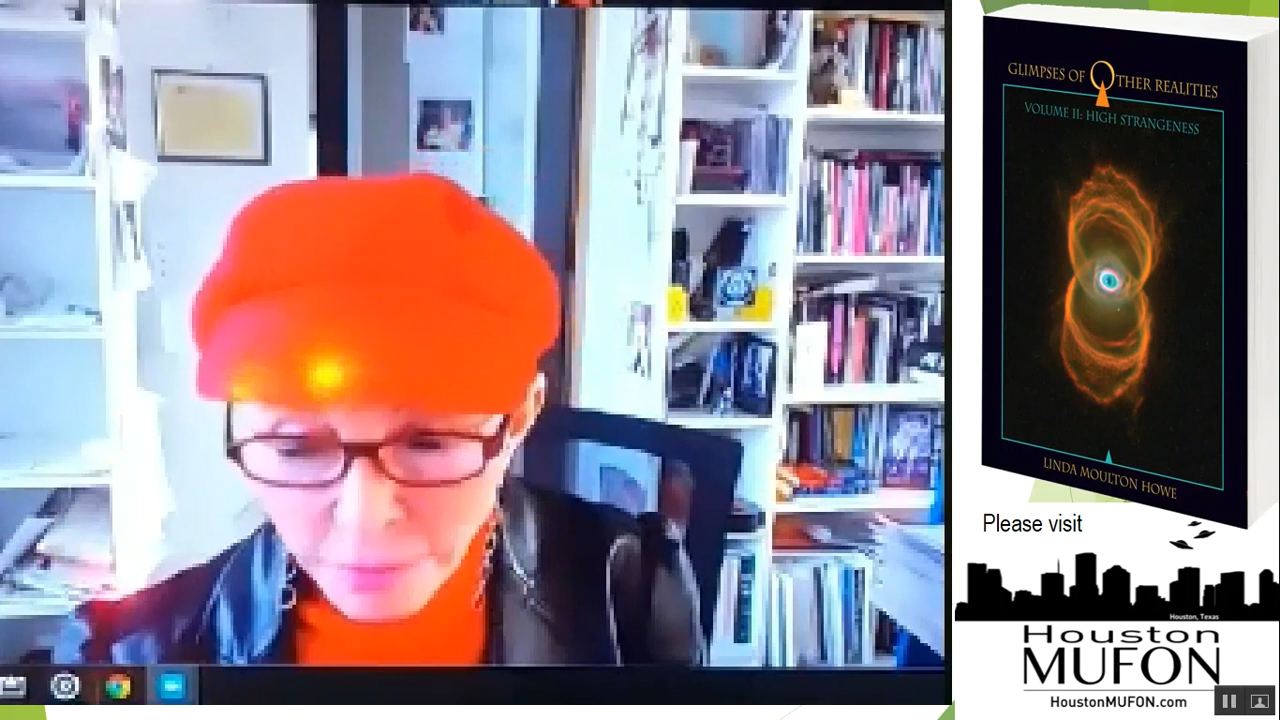 GLIMPSES OF OTHER REALITIES
VOLUME II: HIGH STRANGENESS
LINDA MOULTON HOWE
Please visit
Houston, Texas
Houston
MUFON
HoustonMUFON.com